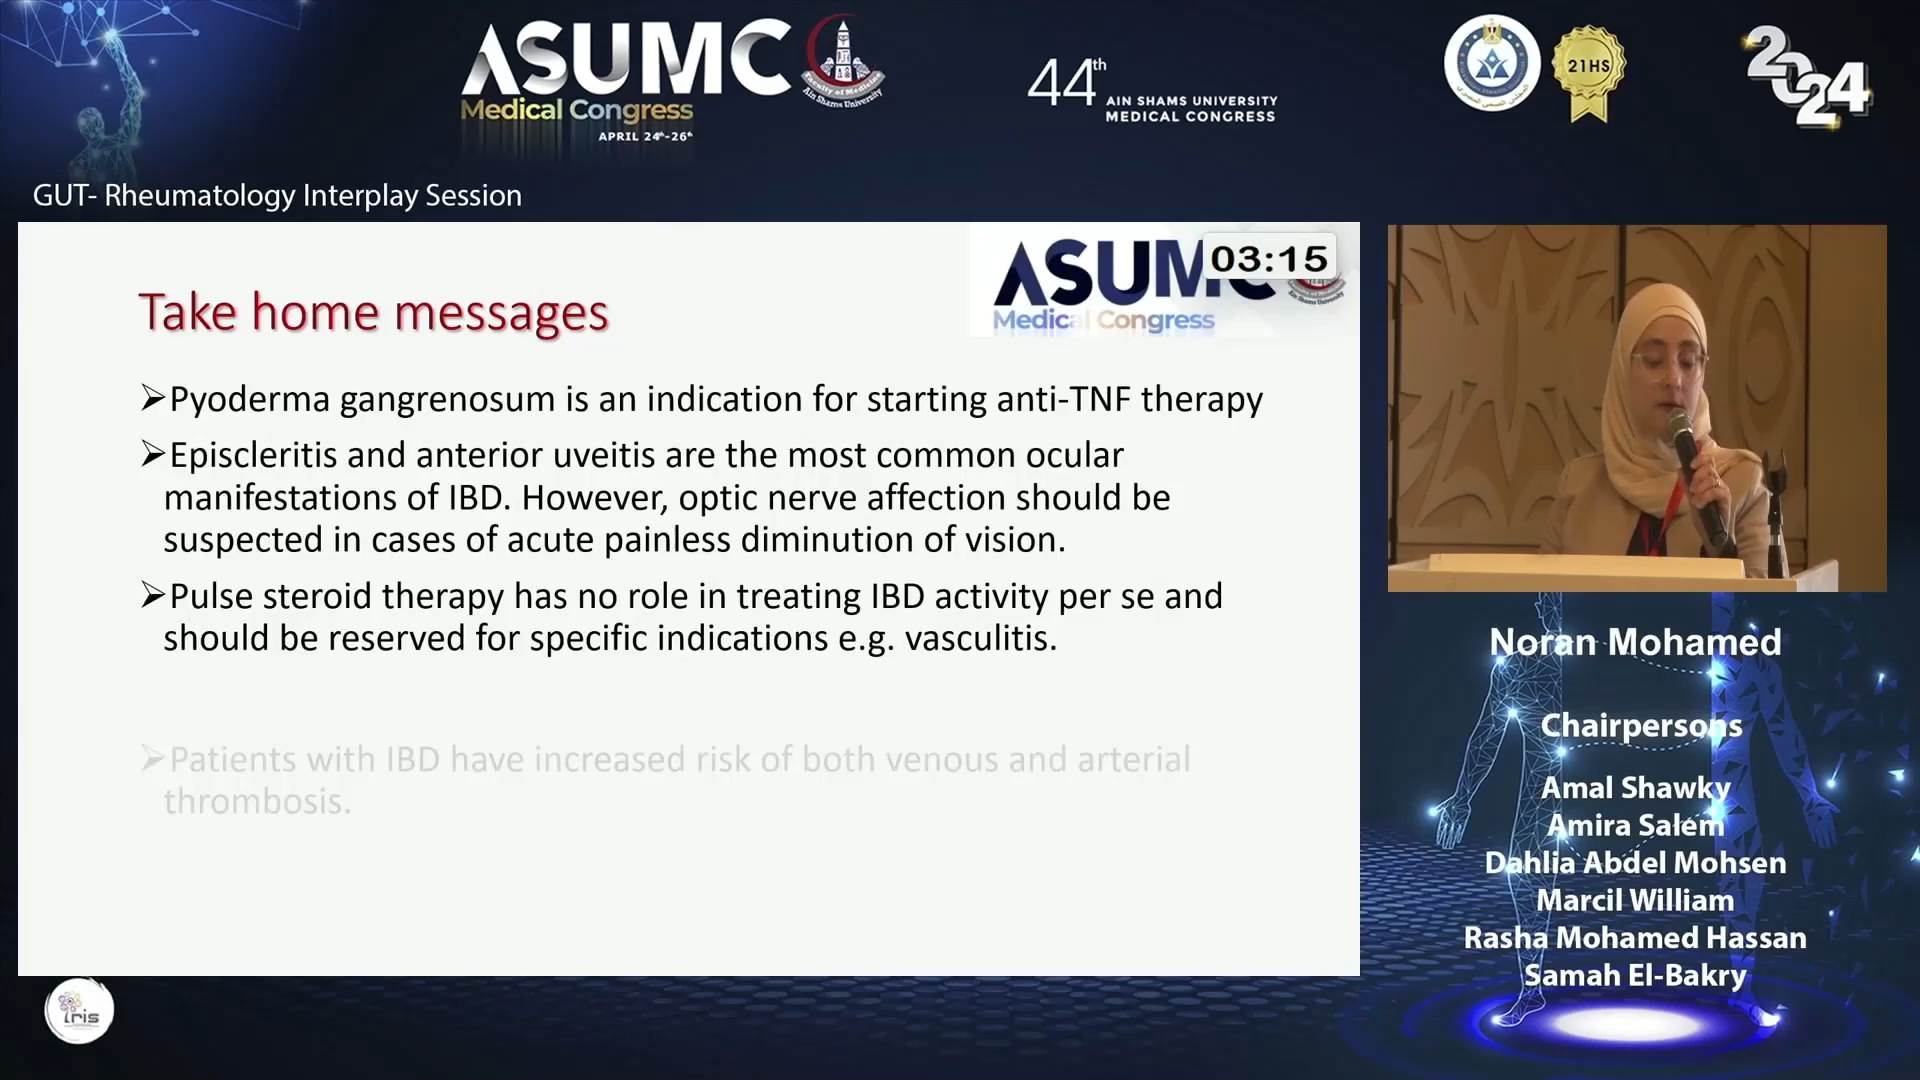 ASUMC
Medical Congress
APRIL 24th-26th
Faculty of Medicine
Ain Shams University
44th
AIN SHAMS UNIVERSITY
MEDICAL CONGRESS
21HS
2024
GUT- Rheumatology Interplay Session
ASUMC
03:15
Medical Congress
Take home messages
➢Pyoderma gangrenosum is an indication for starting anti-TNF therapy
➢Episcleritis and anterior uveitis are the most common ocular
manifestations of IBD. However, optic nerve affection should be
suspected in cases of acute painless diminution of vision.
➢Pulse steroid therapy has no role in treating IBD activity per se and
should be reserved for specific indications e.g. vasculitis.
➢Patients with IBD have increased risk of both venous and arterial
thrombosis.
Noran Mohamed
Chairpersons
Amal Shawky
Amira Salem
Dahlia Abdel Mohsen
Marcil William
Rasha Mohamed Hassan
Samah El-Bakry
iris